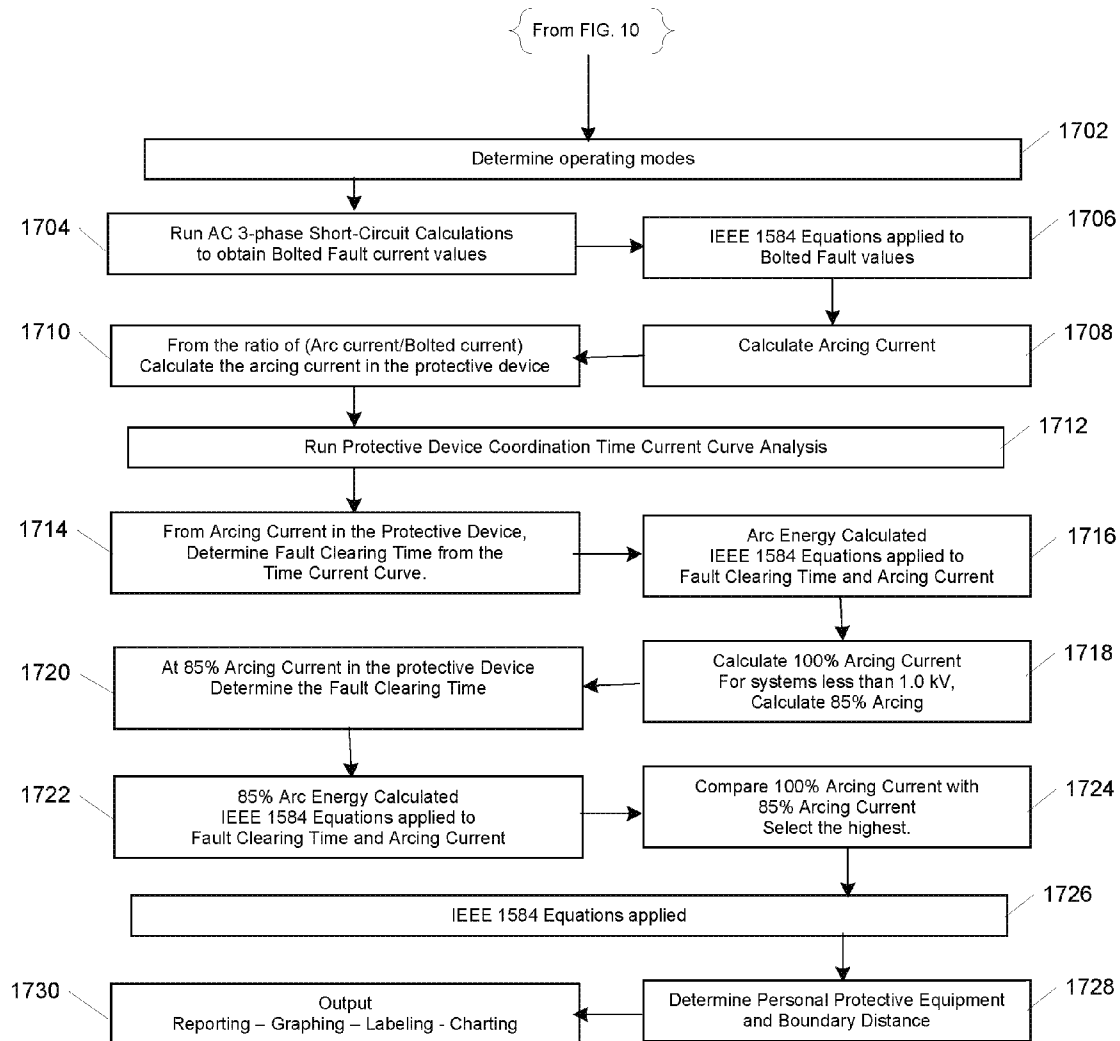 From FIG. 10
1702
Determine operating modes
1704
Run AC 3-phase Short-Circuit Calculations
to obtain Bolted Fault current values
1706
IEEE 1584 Equations applied to
Bolted Fault values
1710
From the ratio of (Arc current/Bolted current)
Calculate the arcing current in the protective device
Calculate Arcing Current
1708
1712
Run Protective Device Coordination Time Current Curve Analysis
1714
From Arcing Current in the Protective Device,
Determine Fault Clearing Time from the
Time Current Curve.
Arc Energy Calculated
IEEE 1584 Equations applied to
Fault Clearing Time and Arcing Current
1716
1720
At 85% Arcing Current in the protective Device
Determine the Fault Clearing Time
Calculate 100% Arcing Current
For systems less than 1.0 kV,
Calculate 85% Arcing
1718
1722
85% Arc Energy Calculated
IEEE 1584 Equations applied to
Fault Clearing Time and Arcing Current
Compare 100% Arcing Current with
85% Arcing Current
Select the highest.
1724
IEEE 1584 Equations applied
1726
1730
Output
Reporting – Graphing – Labeling - Charting
Determine Personal Protective Equipment
and Boundary Distance
1728